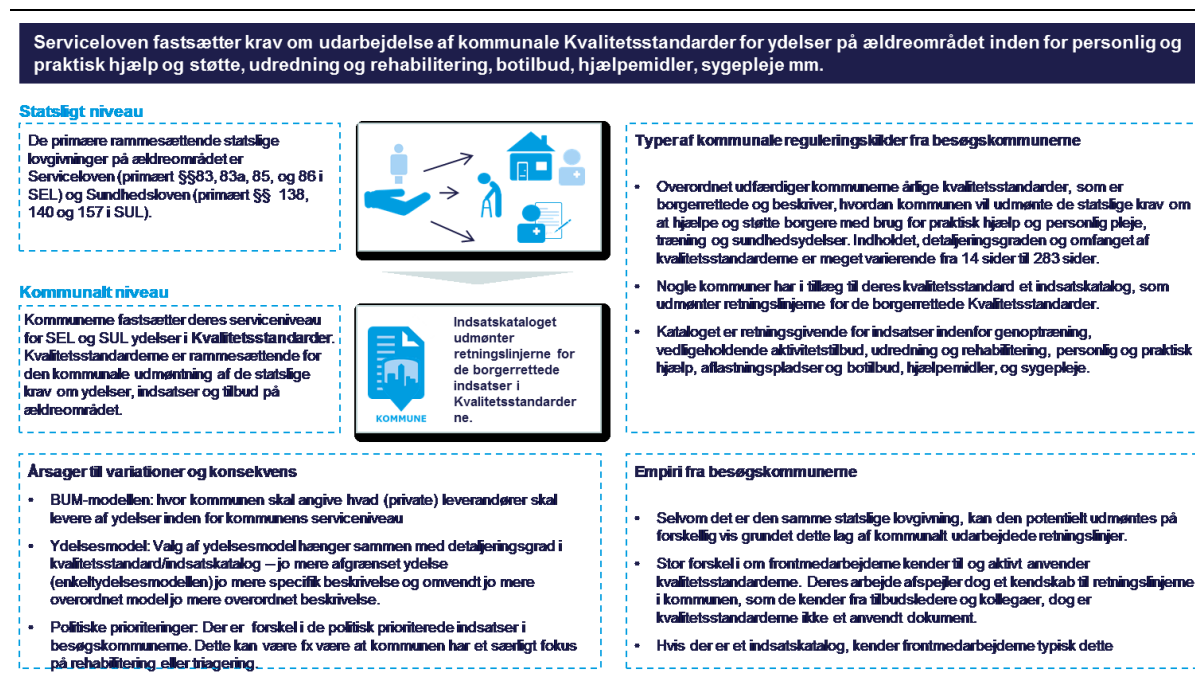 Serviceloven fastsætter krav om udarbejdelse af kommunale Kvalitetsstandarder for ydelser på ældreområdet inden for personlig og
praktisk hjælp og støtte, udredning og rehabilitering, botilbud, hjælpemidler, sygepleje mm.
Statsligt niveau
De primære rammesættende statslige
lovgivninger på ældreområdet er
Serviceloven (primært §§83, 83a, 85, og 86 i
SEL) og Sundhedsloven (primært §§ 138,
140 og 157 i SUL).
Kommunalt niveau
Kommunerne fastsætter deres serviceniveau
for SEL og SUL ydelser i Kvalitetsstandarder.
Kvalitetsstandarderne er rammesættende for
den kommunale udmøntning af de statslige
krav om ydelser, indsatser og tilbud på
ældreområdet.
KOMMUNE
Indsatskataloget
udmønter
retningslinjerne for
de borgerrettede
indsatser i
Kvalitetsstandarder
ne.
Typer af kommunale reguleringskilder fra besøgskommunerne
• Overordnet udfærdiger kommunerne årlige kvalitetsstandarder, som er
borgerrettede og beskriver, hvordan kommunen vil udmønte de statslige krav om
at hjælpe og støtte borgere med brug for praktisk hjælp og personlig pleje,
træning og sundhedsydelser. Indholdet, detaljeringsgraden og omfanget af
kvalitetsstandarderne er meget varierende fra 14 sider til 283 sider.
• Nogle kommuner har i tillæg til deres kvalitetsstandard et indsatskatalog, som
udmønter retningslinjerne for de borgerrettede Kvalitetsstandarder.
• Kataloget er retningsgivende for indsatser indenfor genoptræning,
vedligeholdende aktivitetstilbud, udredning og rehabilitering, personlig og praktisk
hjælp, aflastningspladser og botilbud, hjælpemidler, og sygepleje.
Årsager til variationer og konsekvens
• BUM-modellen: hvor kommunen skal angive hvad (private) leverandører skal
levere af ydelser inden for kommunens serviceniveau
• Ydelsesmodel: Valg af ydelsesmodel hænger sammen med detaljeringsgrad i
kvalitetsstandard/indsatskatalog – jo mere afgrænset ydelse
(enkeltydelsesmodellen) jo mere specifik beskrivelse og omvendt jo mere
overordnet model jo mere overordnet beskrivelse.
• Politiske prioriteringer: Der er forskel i de politisk prioriterede indsatser i
besøgskommunerne. Dette kan være fx være at kommunen har et særligt fokus
på rehabilitering eller triagering.
Empiri fra besøgskommunerne
• Selvom det er den samme statslige lovgivning, kan den potentielt udmøntes på
forskellig vis grundet dette lag af kommunalt udarbejdede retningslinjer.
• Stor forskel i om frontmedarbejderne kender til og aktivt anvender
kvalitetsstandarderne. Deres arbejde afspejler dog et kendskab til retningslinjerne
i kommunen, som de kender fra tilbudsledere og kollegaer, dog er
kvalitetsstandarderne ikke et anvendt dokument.
• Hvis der er et indsatskatalog, kender frontmedarbejderne typisk dette